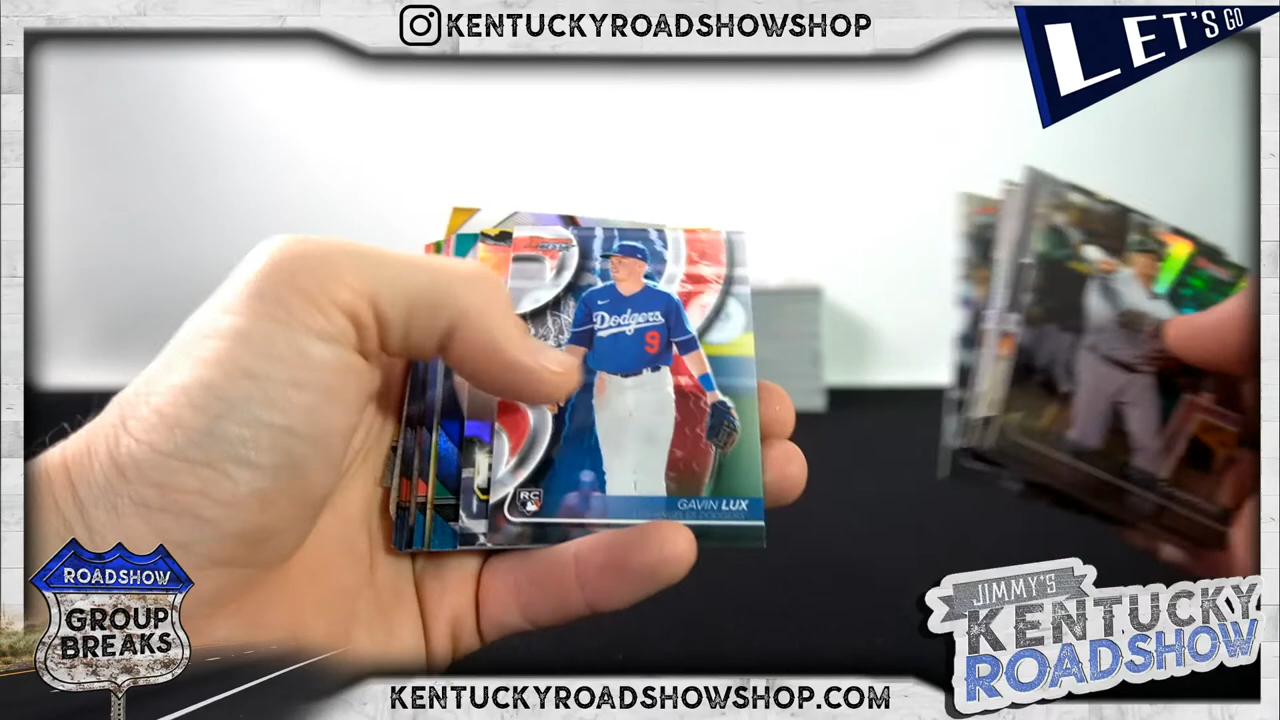 KENTUCKYROADSHOWSHOP
LET'S GO
Dodgers
9
RC
GAVIN LUX
ROADSHOW
GROUP
BREAKS
JIMMY'S
KENTUCKY
ROADSHOW
KENTUCKYROADSHOWSHOP.COM